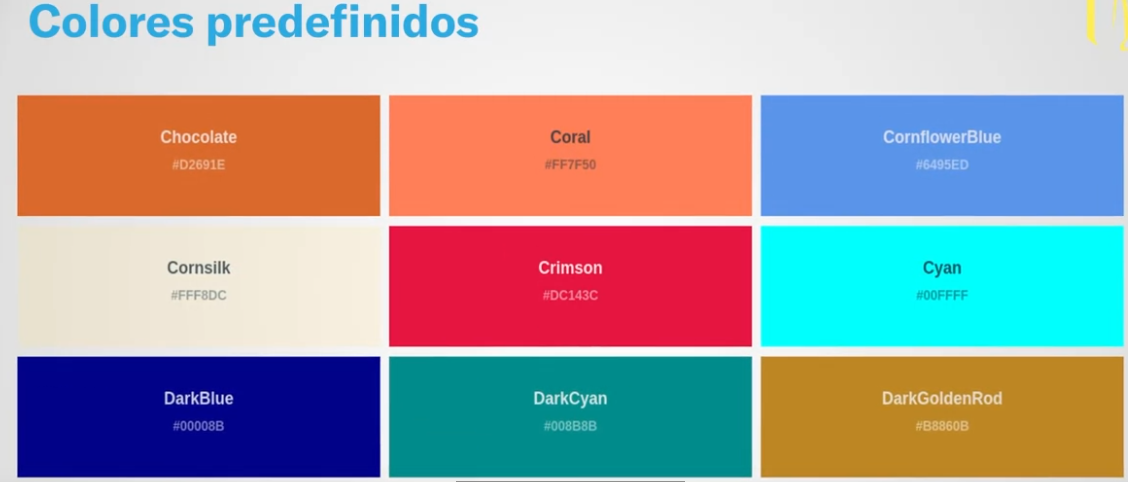 Colores predefinidos
Chocolate
#D2691E
Coral
#FF7F50
CornflowerBlue
#6495ED
Cornsilk
#FFF8DC
Crimson
#DC143C
Cyan
#00FFFF
DarkBlue
#00008B
DarkCyan
#008B8B
DarkGoldenRod
#B8860B